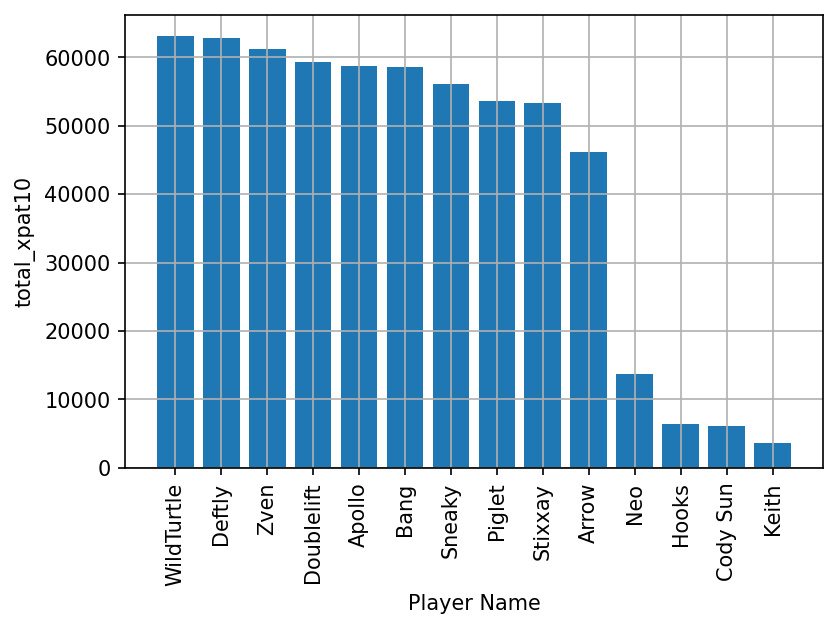 60000
50000
40000
30000
20000
10000
0
total_xpat10
WildTurtle
Deftly
Zven
Doublelift
Apollo
Bang
Sneaky
Piglet
Stixxay
Arrow
Neo
Hooks
Cody Sun
Keith
Player Name